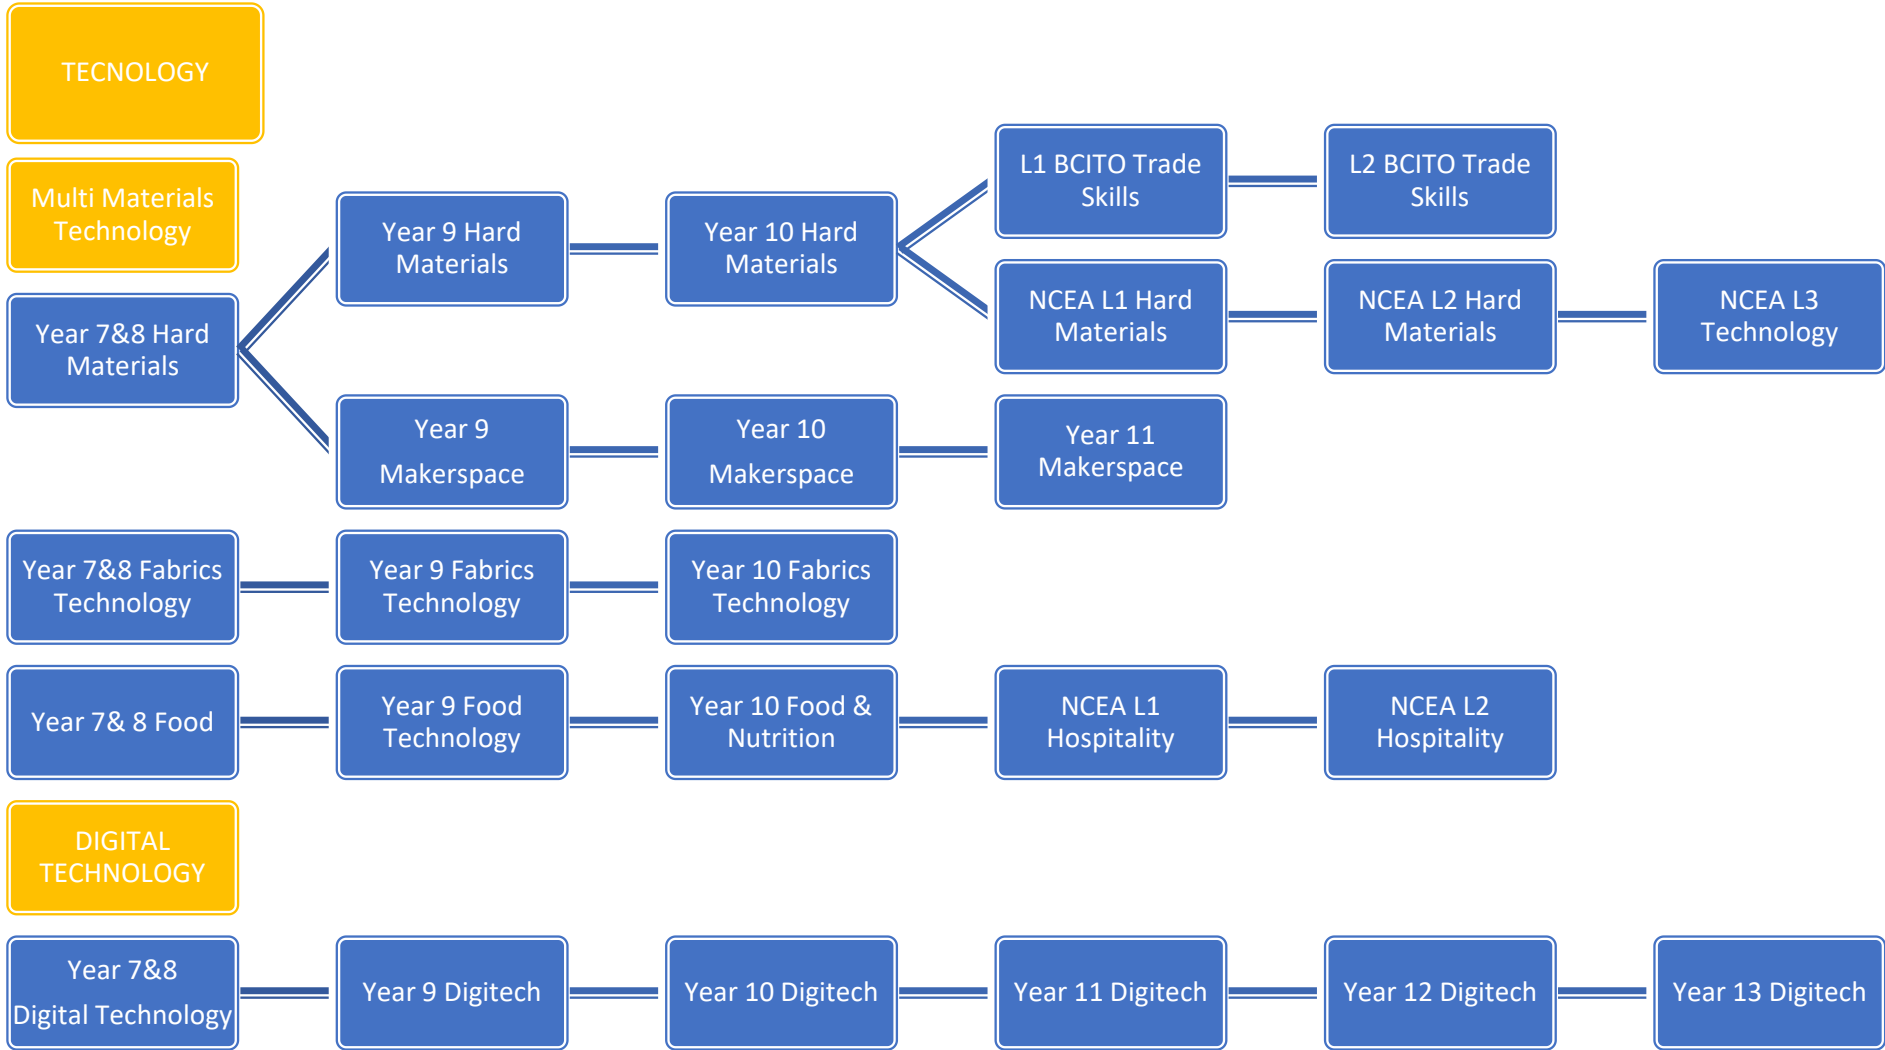 TECNOLOGY
Multi Materials
Technology
Year 7&8 Hard
Materials
Year 9 Hard
Materials
Year 10 Hard
Materials
L1 BCITO Trade
Skills
L2 BCITO Trade
Skills
NCEA L1 Hard
Materials
NCEA L2 Hard
Materials
NCEA L3
Technology
Year 9
Makerspace
Year 10
Makerspace
Year 11
Makerspace
Year 7&8 Fabrics
Technology
Year 9 Fabrics
Technology
Year 10 Fabrics
Technology
Year 7& 8 Food
Year 9 Food
Technology
Year 10 Food &
Nutrition
NCEA L1
Hospitality
NCEA L2
Hospitality
DIGITAL
TECHNOLOGY
Year 7&8
Digital Technology
Year 9 Digitech
Year 10 Digitech
Year 11 Digitech
Year 12 Digitech
Year 13 Digitech